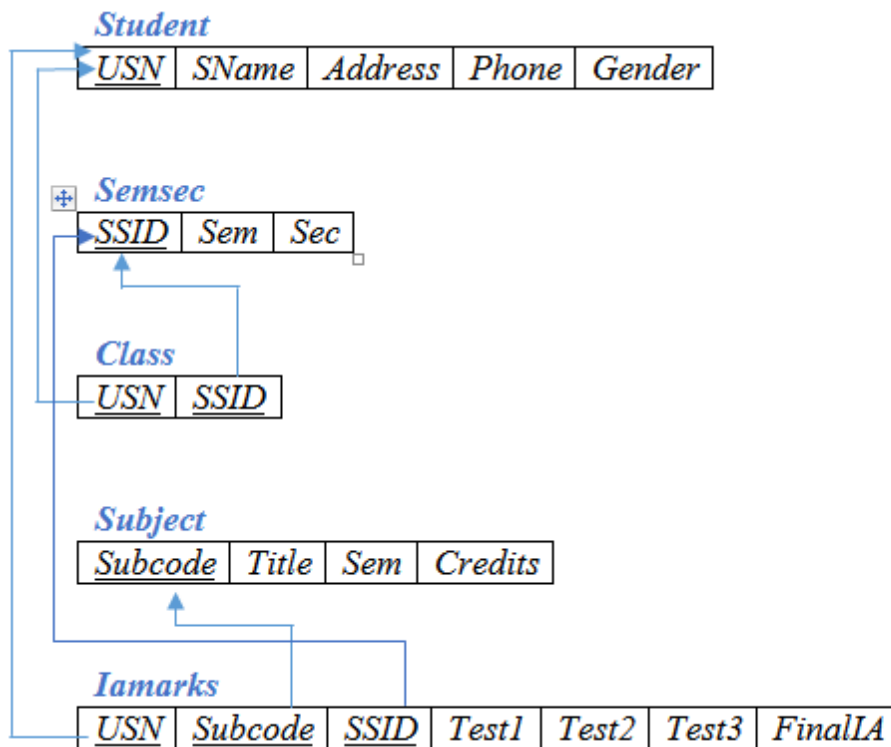 Student
USN SName Address Phone Gender
Semsec
SSID Sem Sec
Class
USN SSID
Subject
Subcode Title Sem Credits
Iamarks
USN Subcode SSID Test1 Test2 Test3 FinalIA